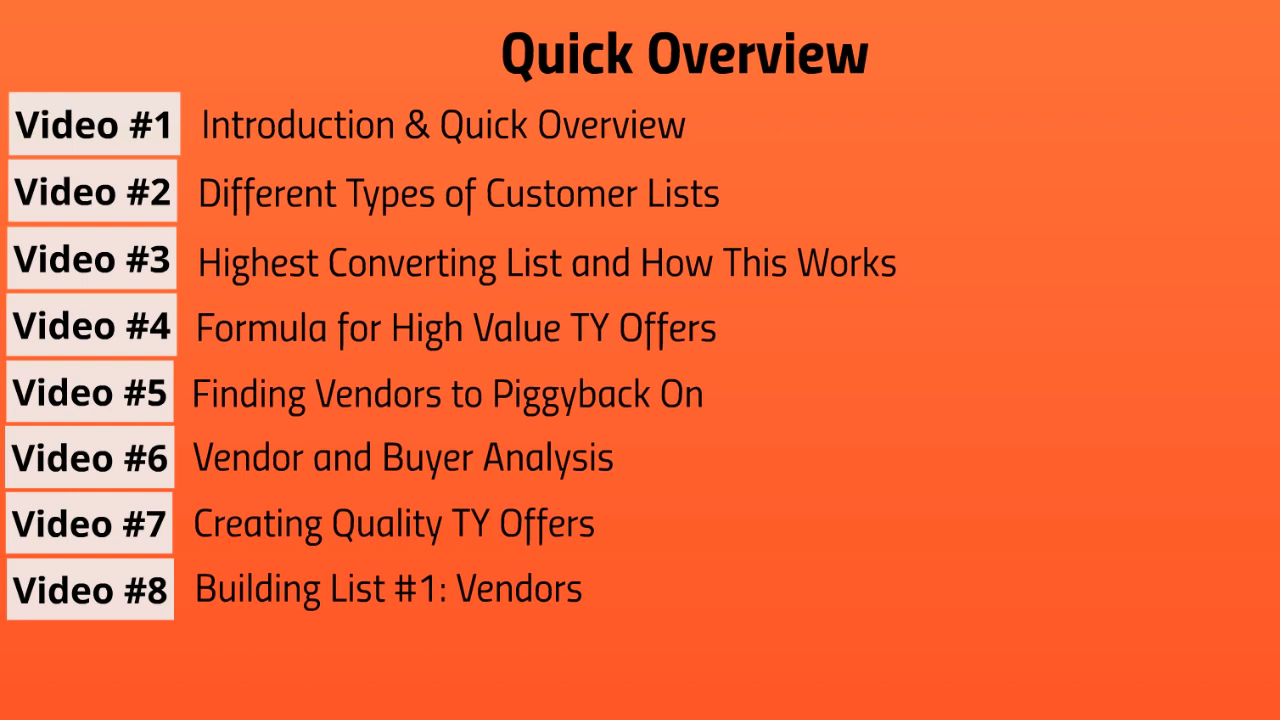 Quick Overview
Video #1 Introduction & Quick Overview
Video #2 Different Types of Customer Lists
Video #3 Highest Converting List and How This Works
Video #4 Formula for High Value TY Offers
Video #5 Finding Vendors to Piggyback On
Video #6 Vendor and Buyer Analysis
Video #7 Creating Quality TY Offers
Video #8 Building List #1: Vendors